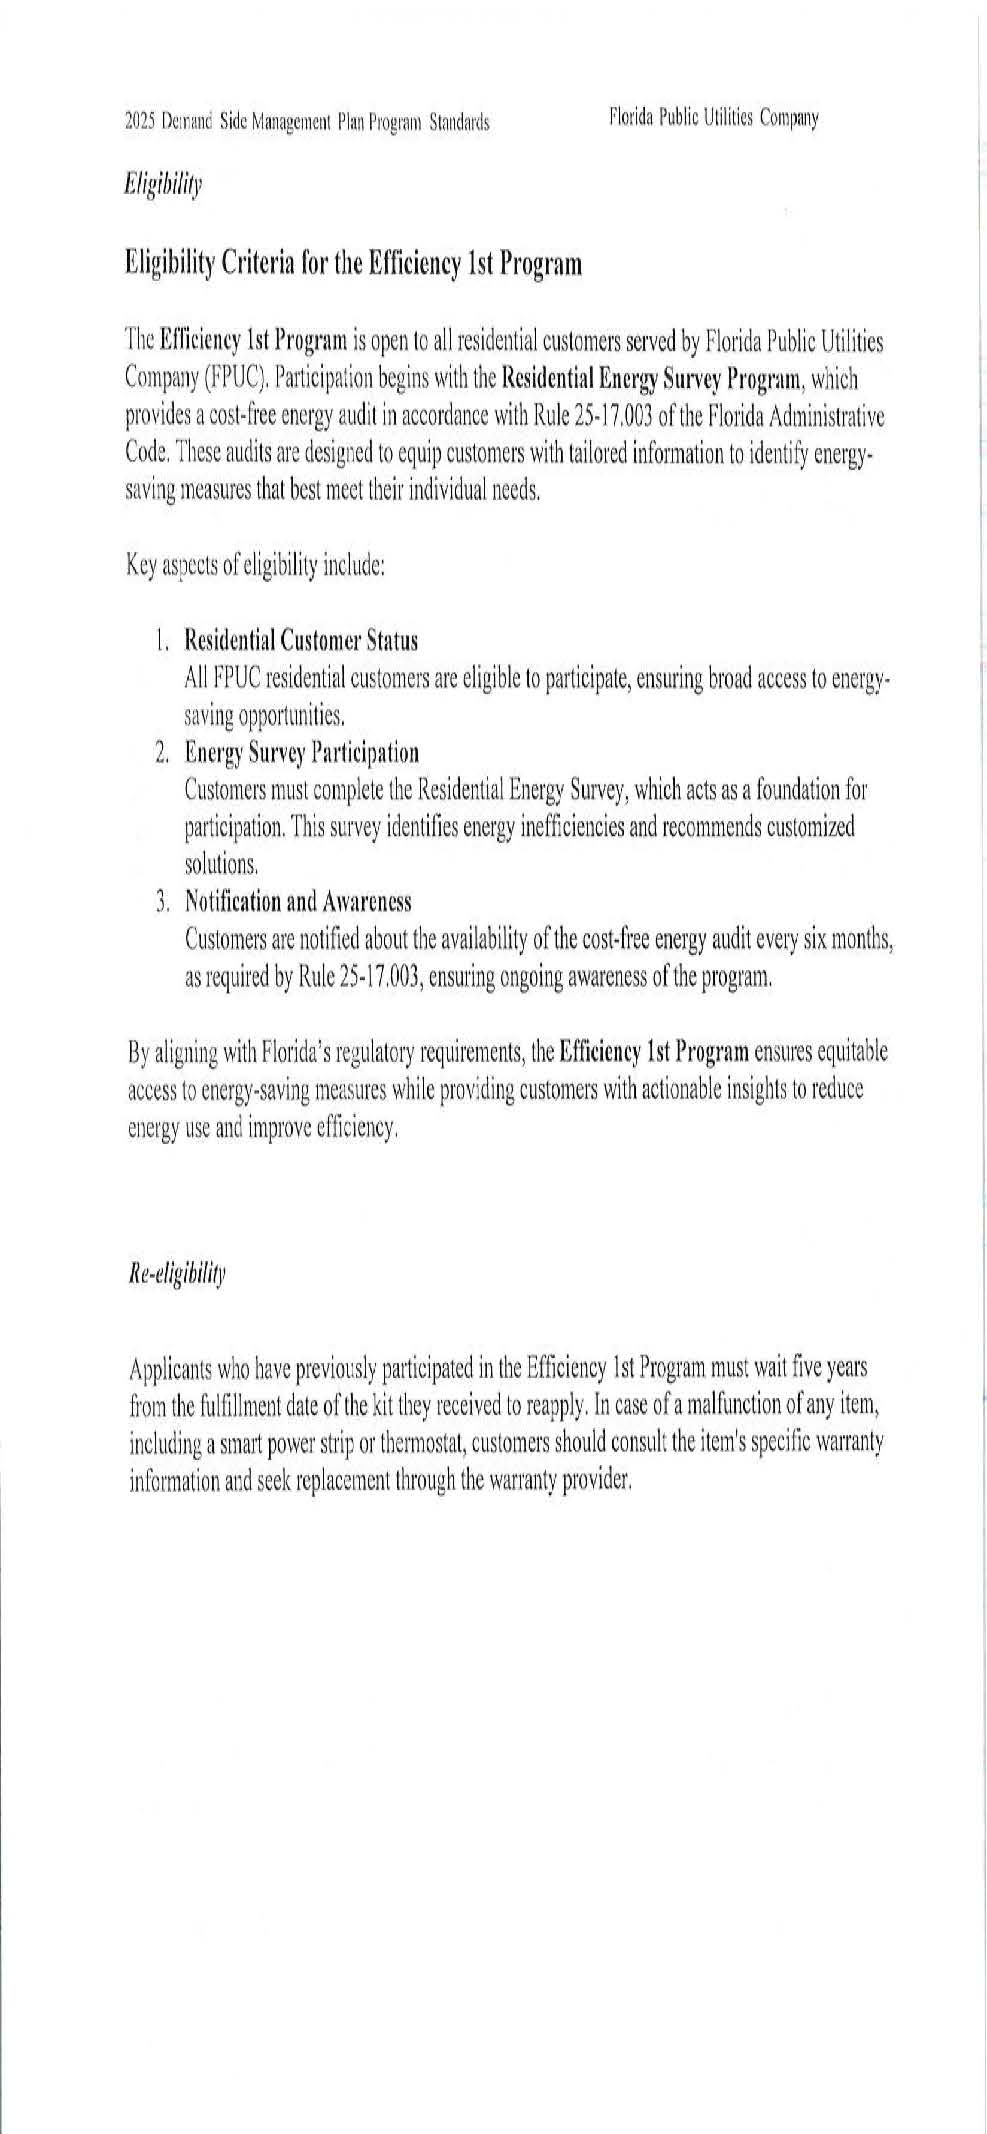 2025 Demand Side Management Plan Program Standards Florida Public Utilities Company
Eligibility
Eligibility Criteria for the Efficiency 1st Program
The Efficiency 1st Program is open to all residential customers served by Florida Public Utilities
Company (FPUC). Participation begins with the Residential Energy Survey Program, which
provides a cost-free energy audit in accordance with Rule 25-17.003 of the Florida Administrative
Code. These audits are designed to equip customers with tailored information to identify energy-
saving measures that best meet their individual needs.
Key aspects of eligibility include:
1. Residential Customer Status
All FPUC residential customers are eligible to participate, ensuring broad access to energy-
saving opportunities.
2. Energy Survey Participation
Customers must complete the Residential Energy Survey, which acts as a foundation for
participation. This survey identifies energy inefficiencies and recommends customized
solutions.
3. Notification and Awareness
Customers are notified about the availability of the cost-free energy audit every six months,
as required by Rule 25-17.003, ensuring ongoing awareness of the program.
By aligning with Florida's regulatory requirements, the Efficiency 1st Program ensures equitable
access to energy-saving measures while providing customers with actionable insights to reduce
energy use and improve efficiency.
Re-eligibility
Applicants who have previously participated in the Efficiency 1st Program must wait five years
from the fulfillment date of the kit they received to reapply. In case of a malfunction of any item,
including a smart power strip or thermostat, customers should consult the item's specific warranty
information and seek replacement through the warranty provider.